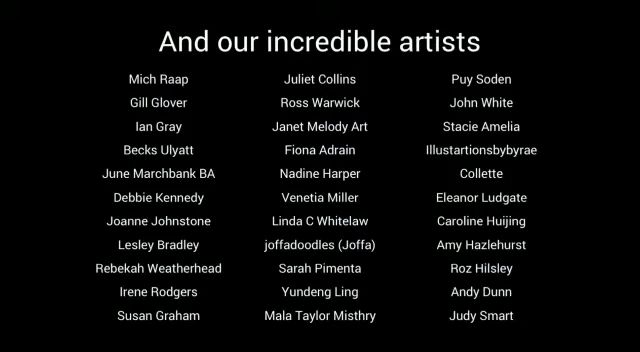 And our incredible artists
Mich Raap
Gill Glover
Ian Gray
Becks Ulyatt
June Marchbank BA
Debbie Kennedy
Joanne Johnstone
Lesley Bradley
Rebekah Weatherhead
Irene Rodgers
Susan Graham
Juliet Collins
Ross Warwick
Janet Melody Art
Fiona Adrain
Nadine Harper
Venetia Miller
Linda C Whitelaw
joffadoodles (Joffa)
Sarah Pimenta
Yundeng Ling
Mala Taylor Misthry
Puy Soden
John White
Stacie Amelia
Illustartionsbybyrae
Collette
Eleanor Ludgate
Caroline Huijing
Amy Hazlehurst
Roz Hilsley
Andy Dunn
Judy Smart